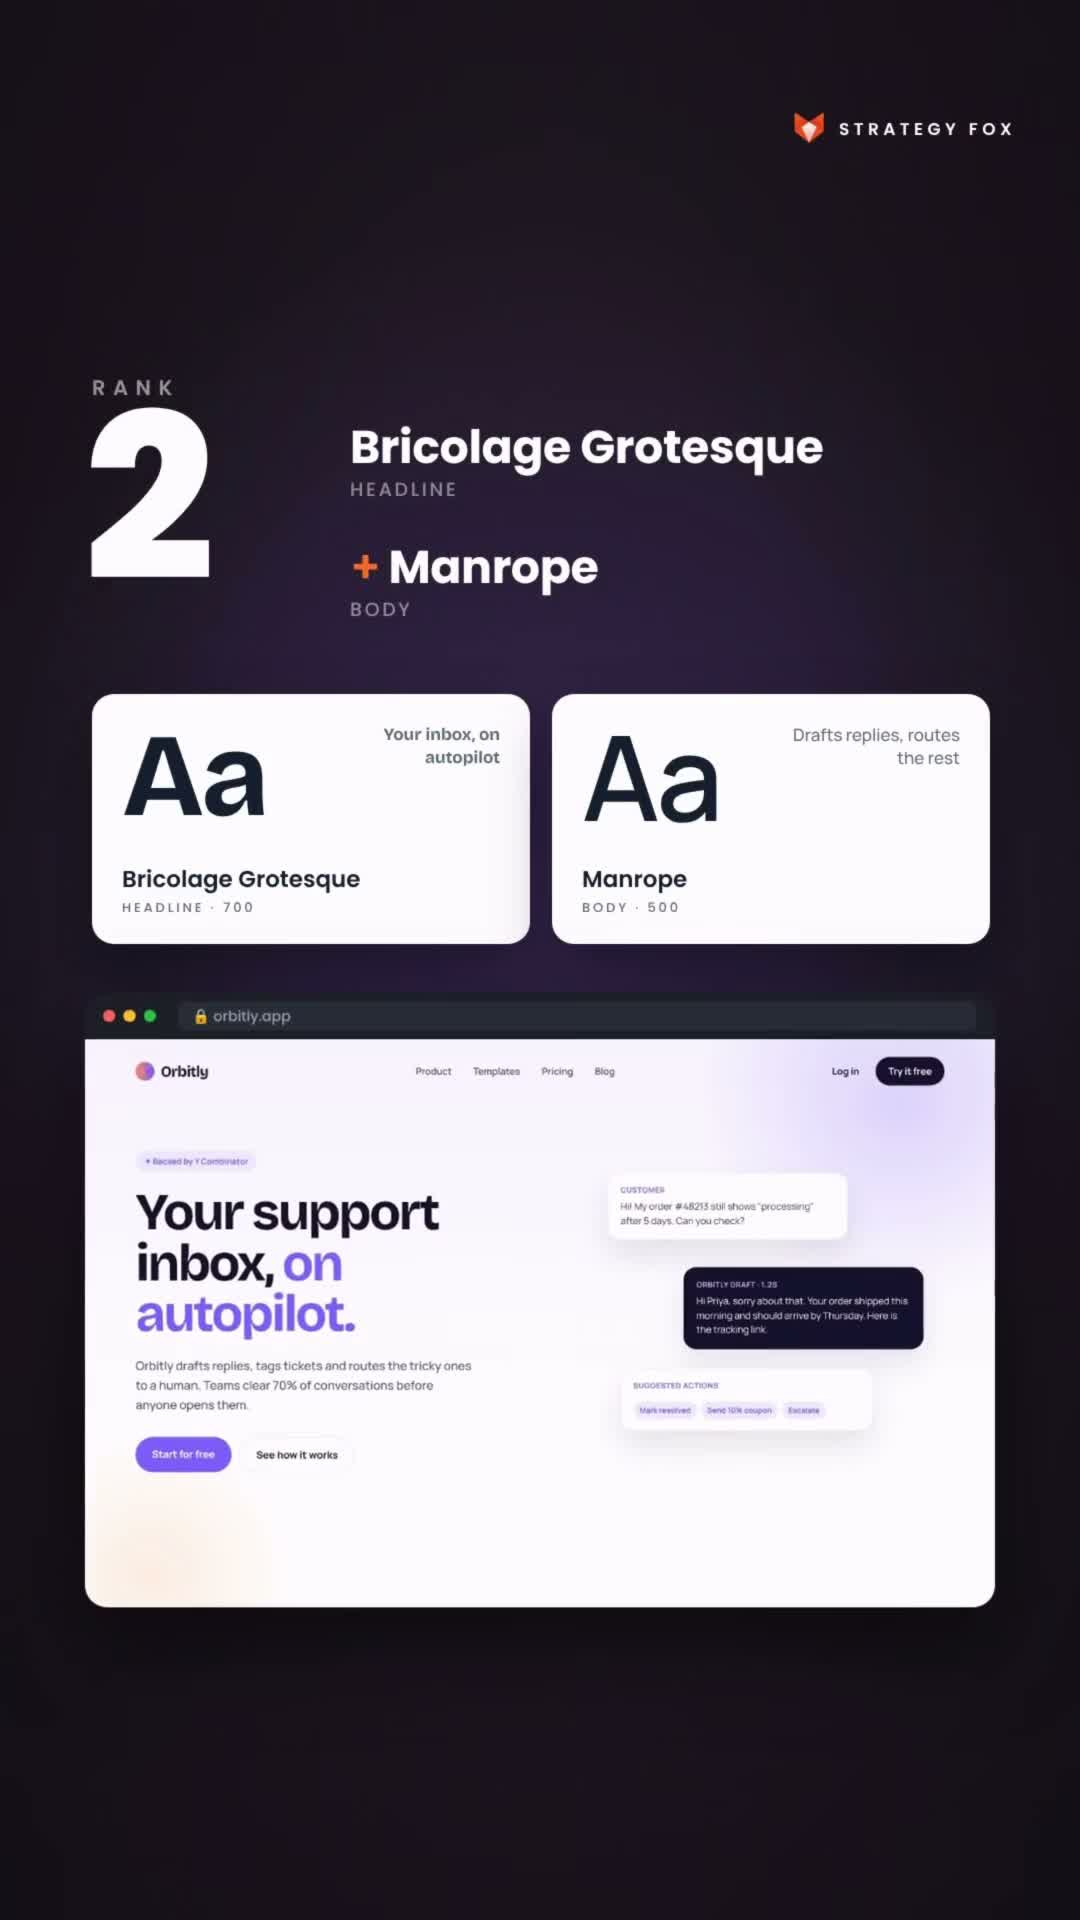 STRATEGY FOX
RANK
2
Bricolage Grotesque
HEADLINE
+ Manrope
BODY
Aa
Your inbox, on
autopilot
Bricolage Grotesque
HEADLINE · 700
Aa
Drafts replies, routes
the rest
Manrope
BODY · 500
orbitly.app
Orbitly
Product Templates Pricing Blog
Log in
Try it free
✦ Backed by Y Combinator
Your support
inbox, on
autopilot.
Orbitly drafts replies, tags tickets and routes the tricky ones
to a human. Teams clear 70% of conversations before
anyone opens them.
Start for free
See how it works
CUSTOMER
Hi! My order #48213 still shows "processing"
after 5 days. Can you check?
ORBITLY DRAFT · 1.2S
Hi Priya, sorry about that. Your order shipped this
morning and should arrive by Thursday. Here is
the tracking link.
SUGGESTED ACTIONS
Mark resolved Send 10% coupon Escalate